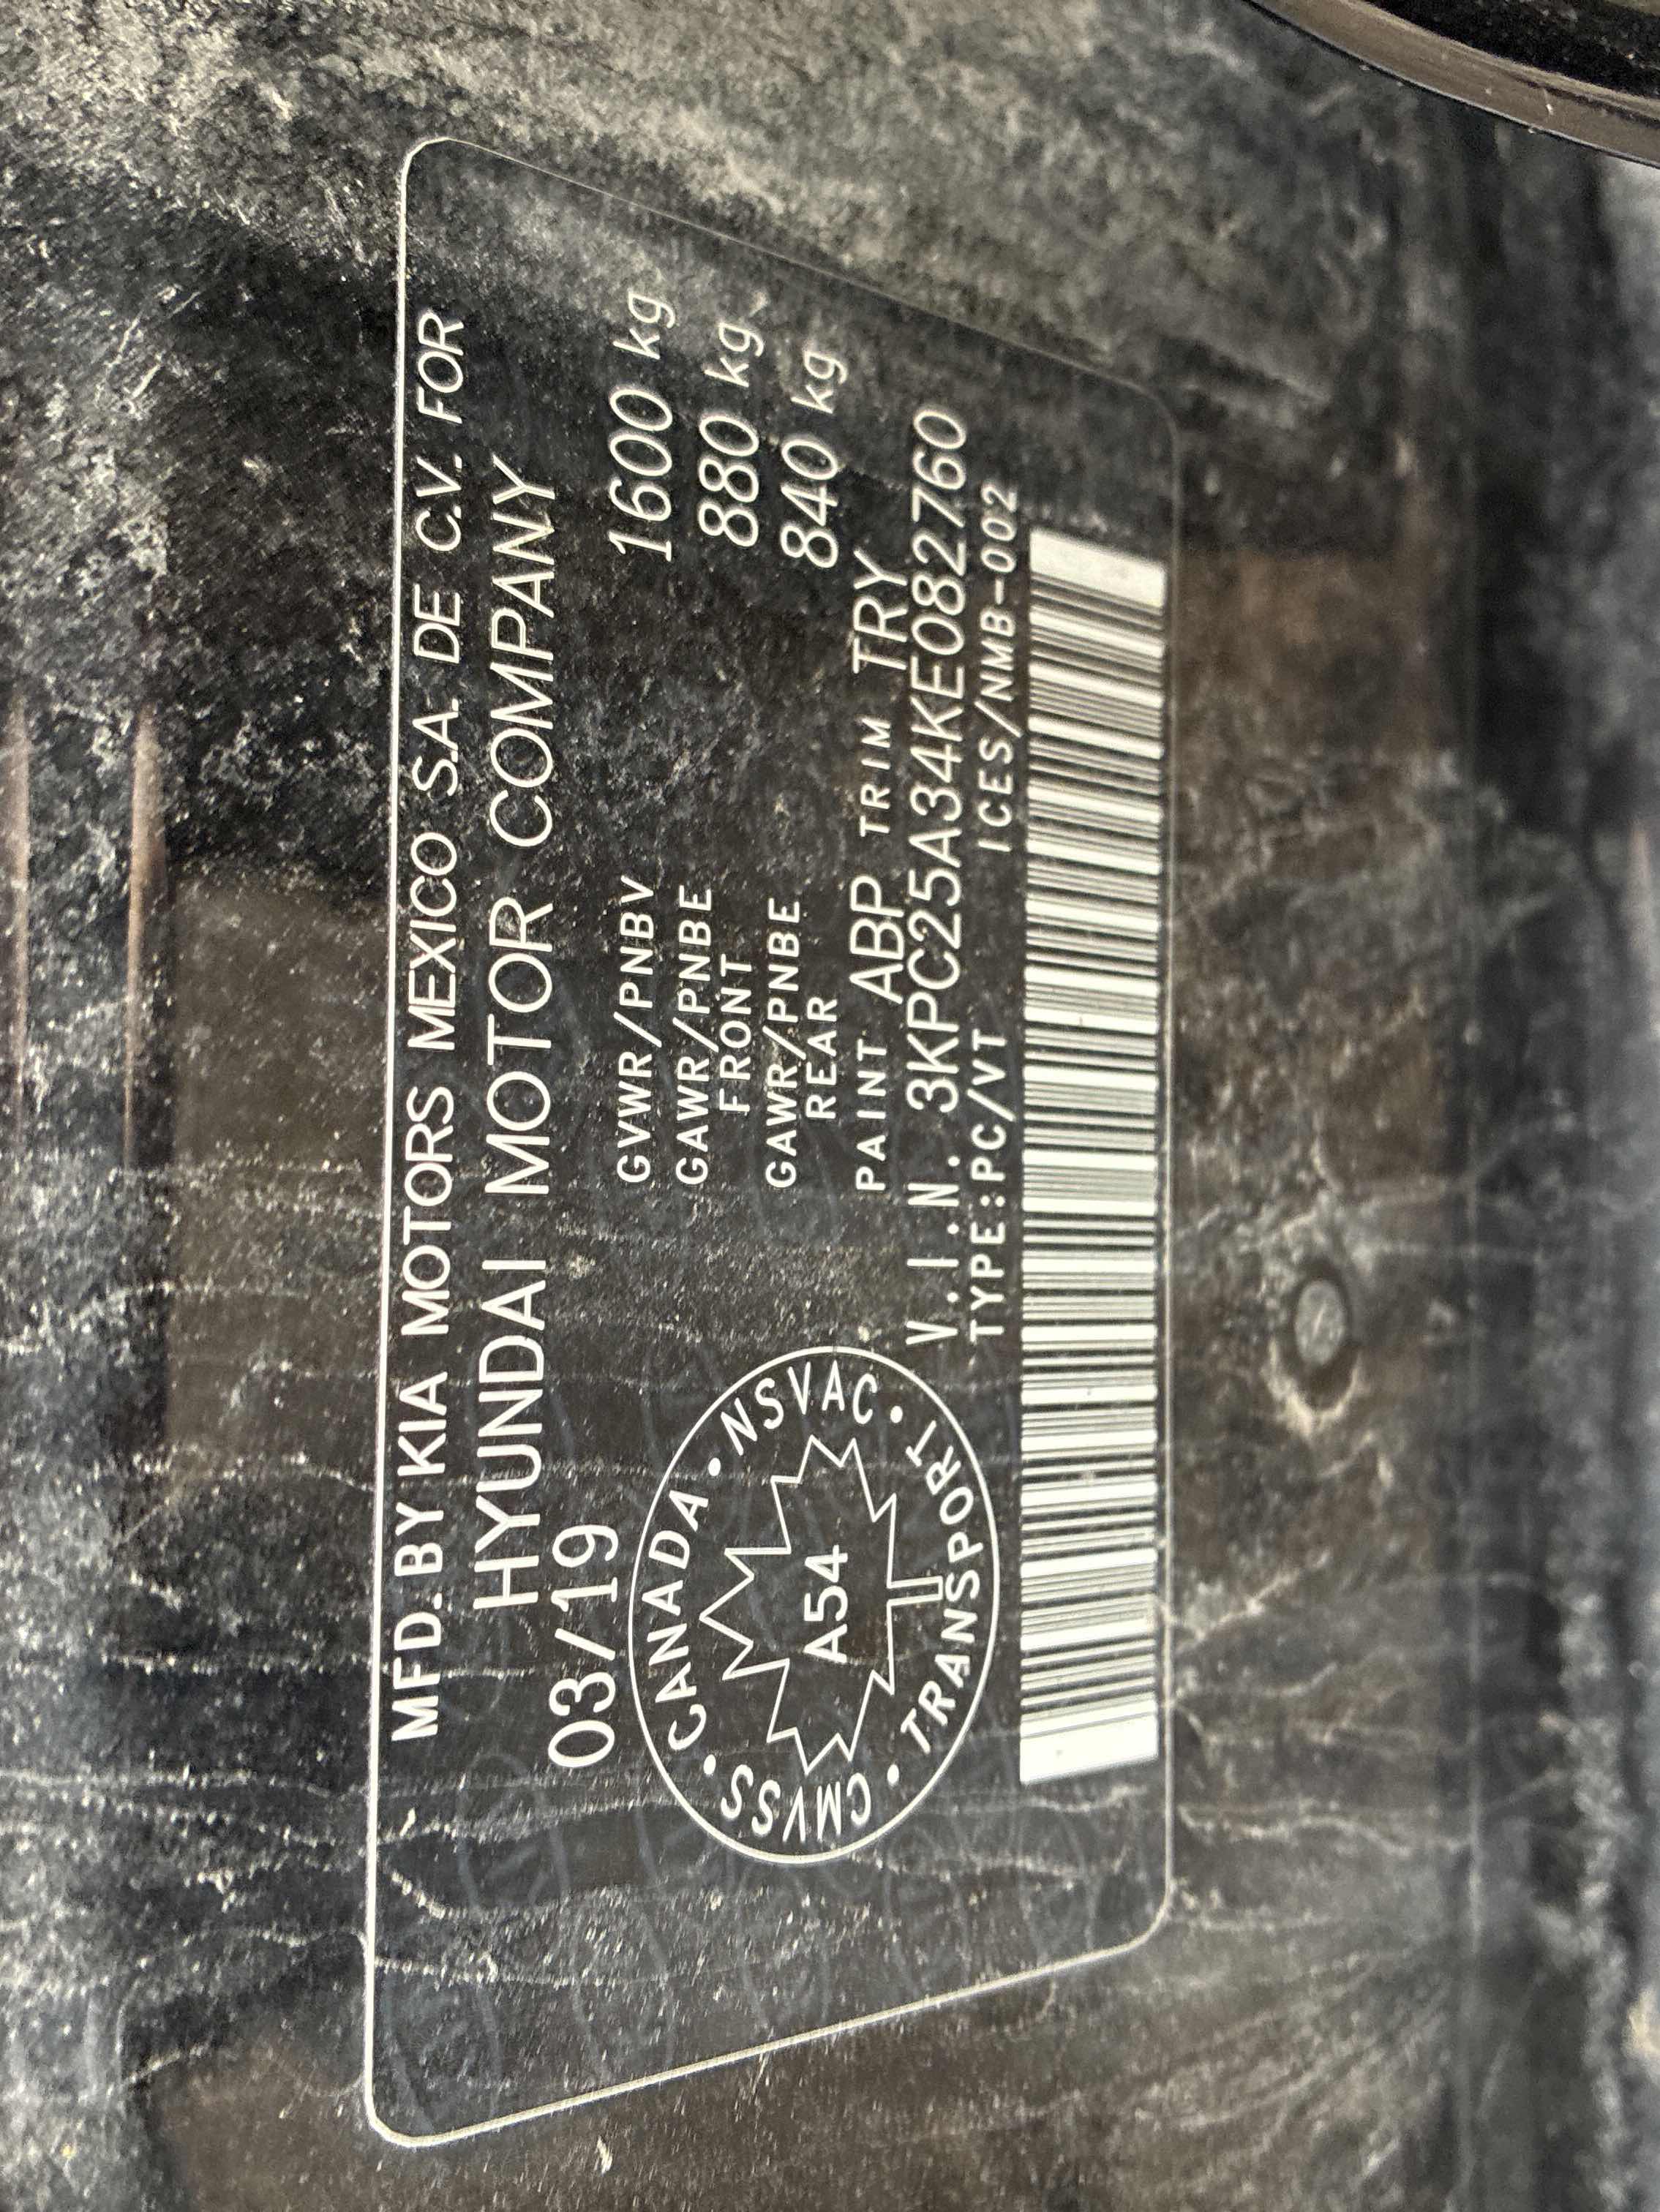 MFD. BY KIA MOTORS MEXICO S.A. DE C.V. FOR
HYUNDAI MOTOR COMPANY
03/19
GVWR/PNBV 1600 kg
GAWR/PNBE FRONT 880 kg
GAWR/PNBE REAR 840 kg
PAINT ABP TRIM TRY
V.I.N. 3KPC25A34KE082760
TYPE:PC/VT ICES/NMB-002
CANADA • NSVAC • TRANSPORT • CMVSS •
A54